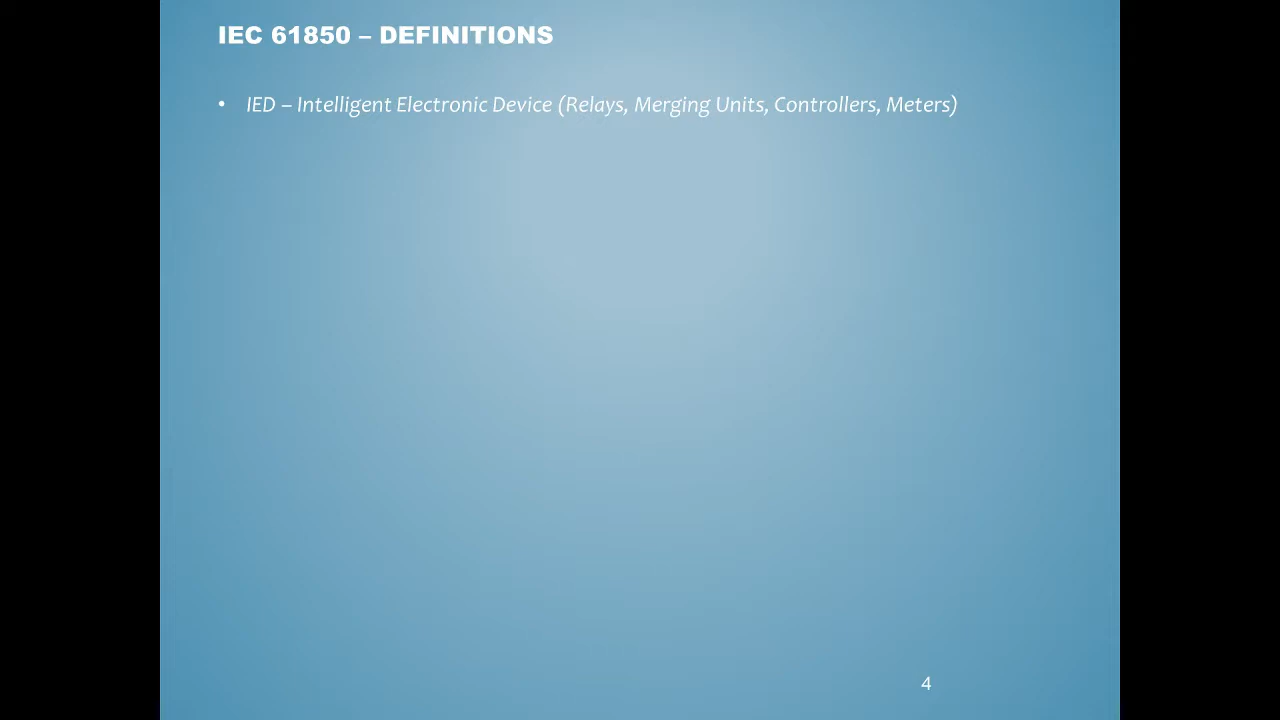 IEC 61850 – DEFINITIONS
• IED – Intelligent Electronic Device (Relays, Merging Units, Controllers, Meters)
4